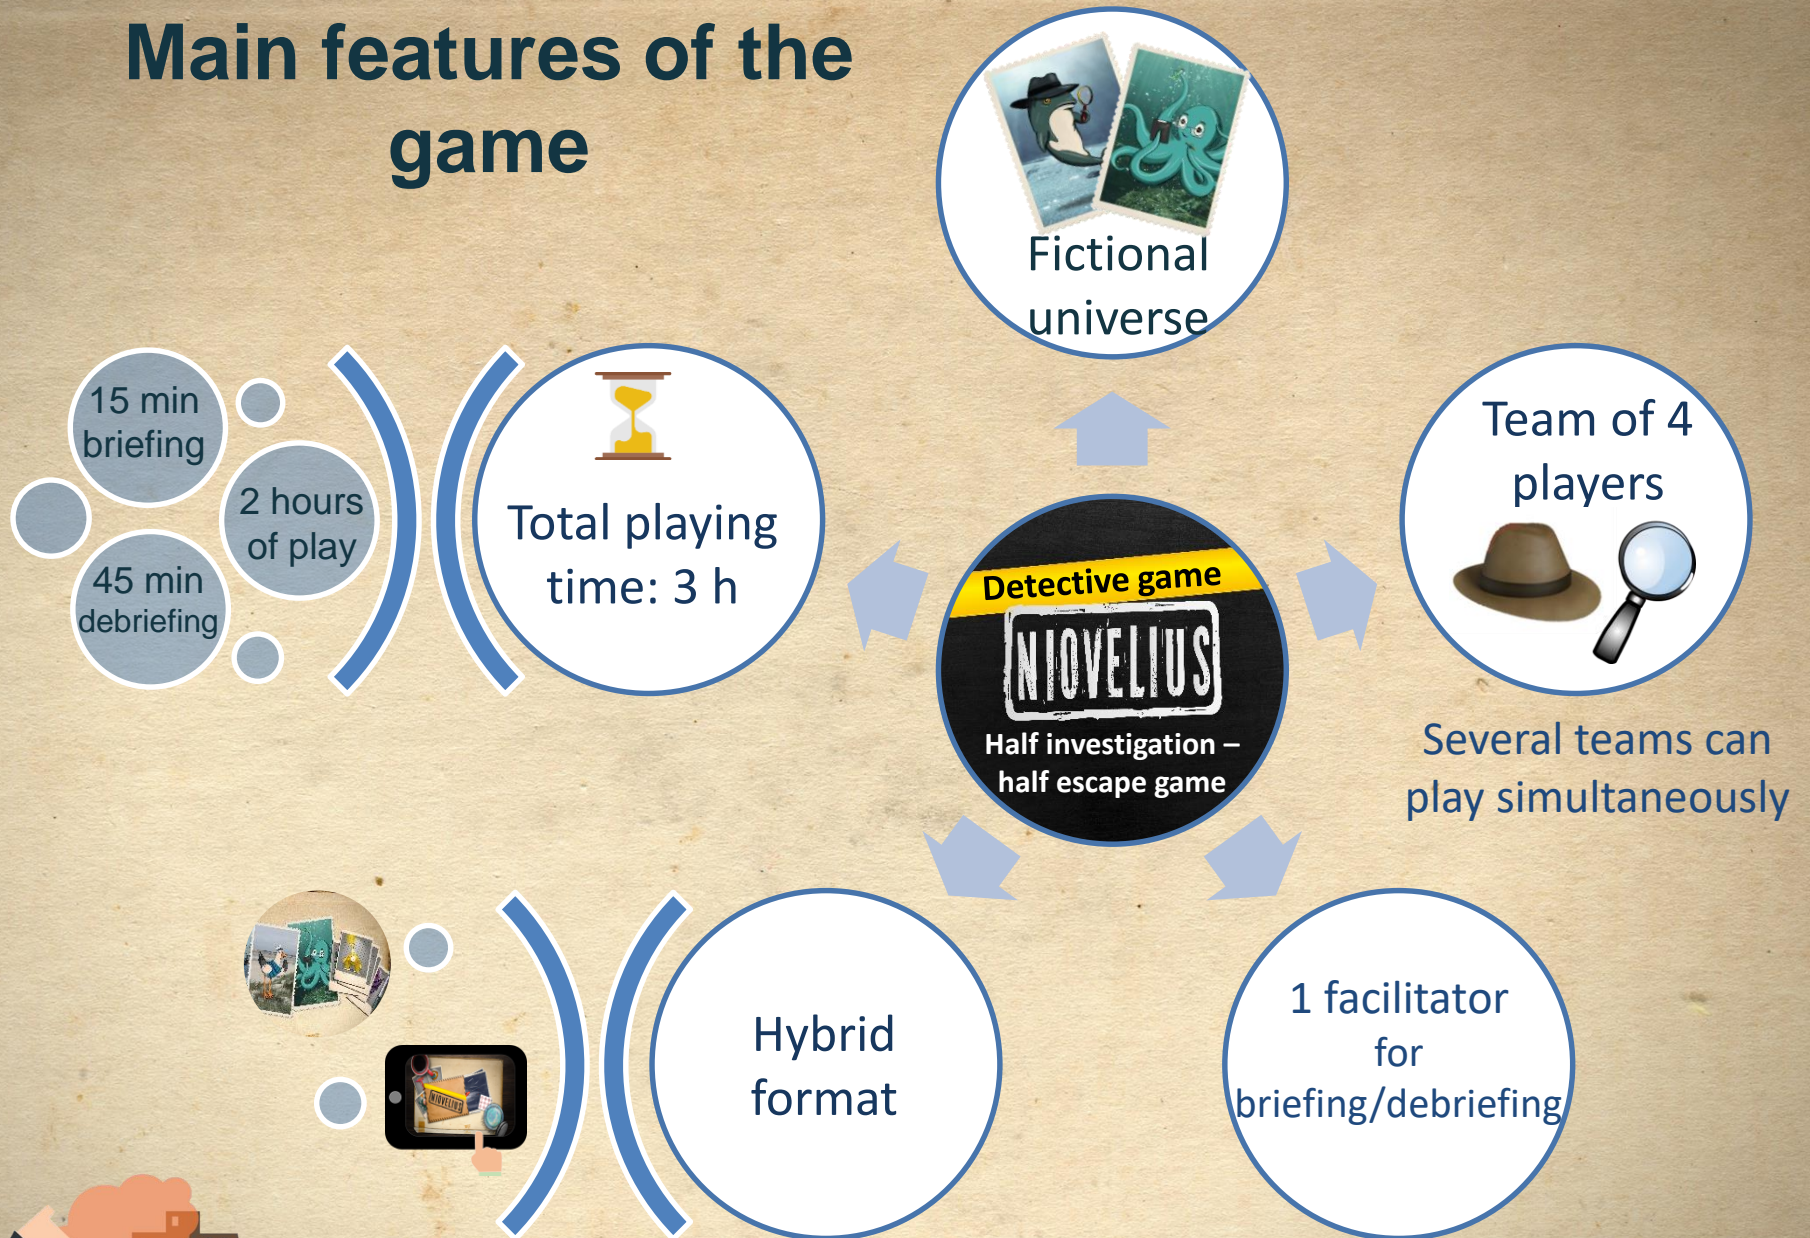 Main features of the
game
Fictional
universe
15 min
briefing
2 hours
of play
45 min
debriefing
Total playing
time: 3 h
Team of 4
players
Several teams can
play simultaneously
Detective game
NIOVELIUS
Half investigation –
half escape game
NIOVELIUS
Hybrid
format
1 facilitator
for
briefing/debriefing